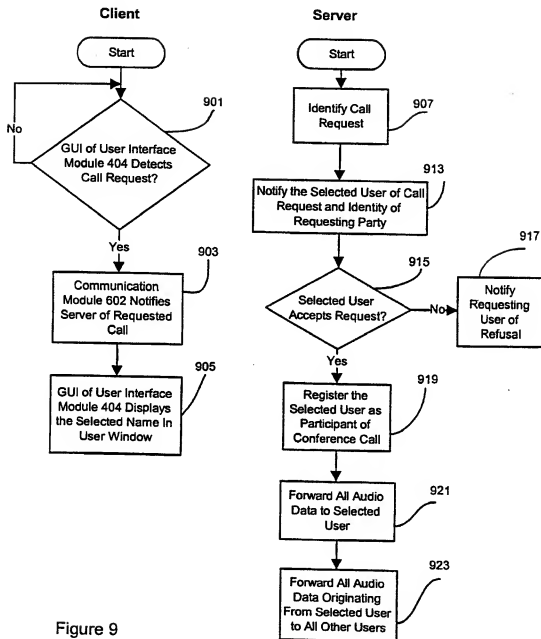 Client
Start
901
No
GUI of User Interface
Module 404 Detects
Call Request?
Yes
903
Communication
Module 602 Notifies
Server of Requested
Call
905
GUI of User Interface
Module 404 Displays
the Selected Name In
User Window
Server
Start
907
Identify Call
Request
913
Notify the Selected User of Call
Request and Identity of
Requesting Party
915
Selected User
Accepts Request?
No
917
Notify
Requesting
User of
Refusal
Yes
919
Register the
Selected User as
Participant of
Conference Call
921
Forward All Audio
Data to Selected
User
923
Forward All Audio
Data Originating
From Selected User
to All Other Users
Figure 9